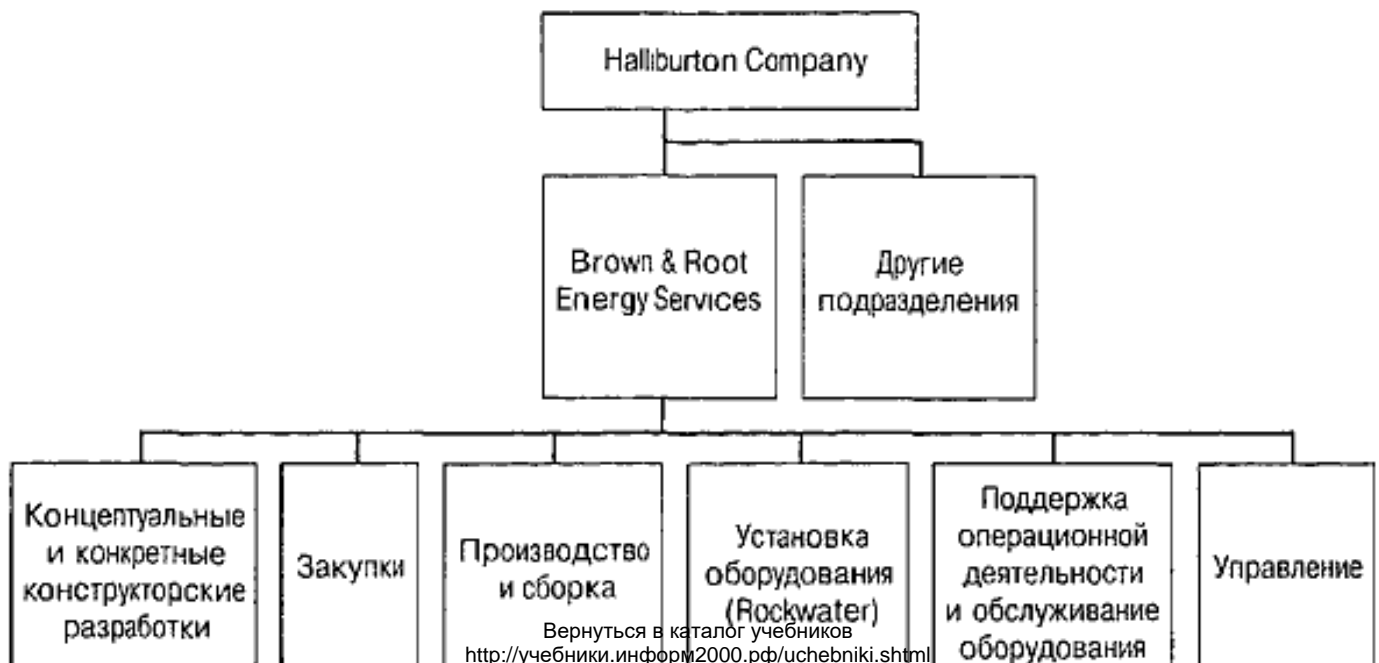 Halliburton Company
Brown & Root
Energy Services
Другие
подразделения
Концептуальные
и конкретные
конструкторские
разработки
Закупки
Производство
и сборка
Установка
оборудования
(Rockwater)
Поддержка
операционной
деятельности
и обслуживание
оборудования
Управление
Вернуться в каталог учебников
http://учебники.информ2000.рф/uchebniki.shtml